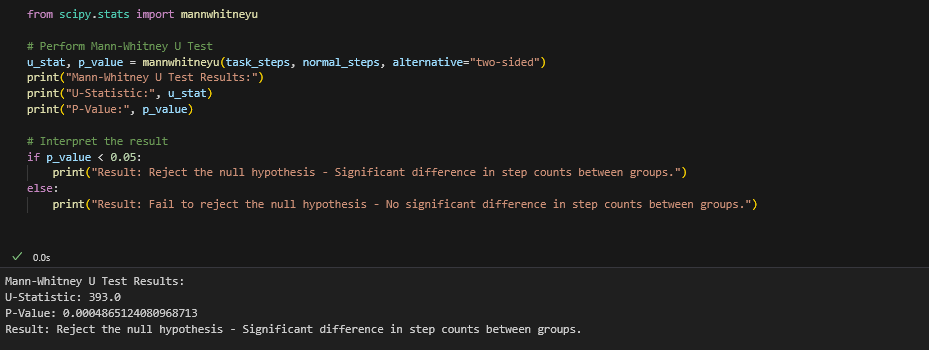 from scipy.stats import mannwhitneyu
# Perform Mann-Whitney U Test
u_stat, p_value = mannwhitneyu(task_steps, normal_steps, alternative="two-sided")
print("Mann-Whitney U Test Results:")
print("U-Statistic:", u_stat)
print("P-Value:", p_value)
# Interpret the result
if p_value < 0.05:
    print("Result: Reject the null hypothesis - Significant difference in step counts between groups.")
else:
    print("Result: Fail to reject the null hypothesis - No significant difference in step counts between groups.")
0.0s
Mann-Whitney U Test Results:
U-Statistic: 393.0
P-Value: 0.0004865124080968713
Result: Reject the null hypothesis - Significant difference in step counts between groups.